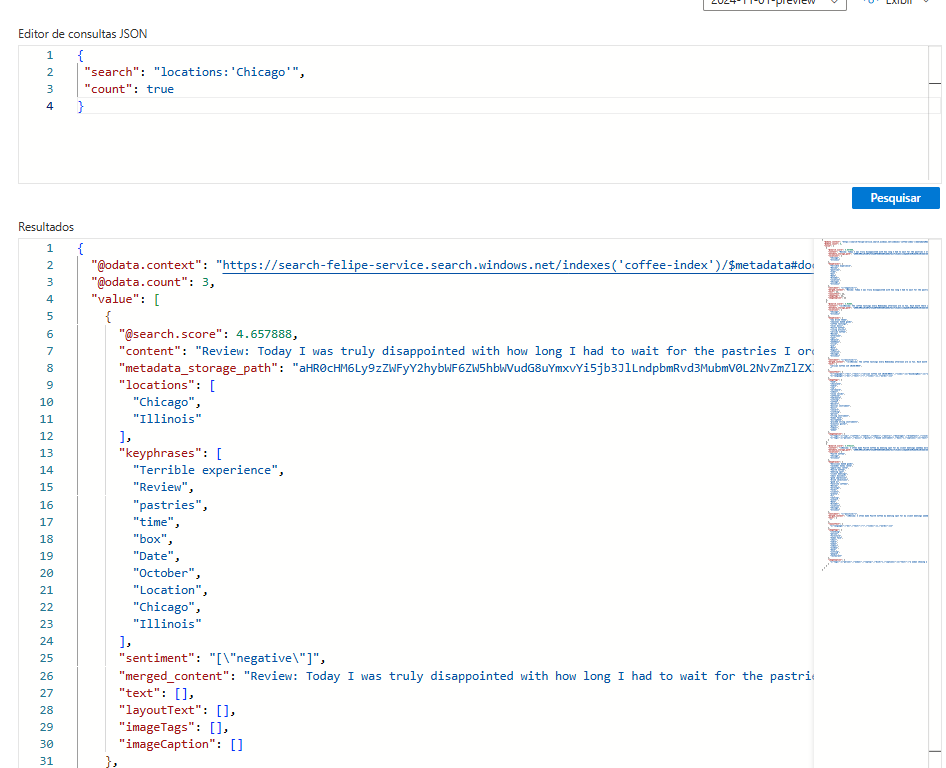 2024-11-01-preview Exibir
Editor de consultas JSON
1 {
2 "search": "locations:'Chicago'",
3 "count": true
4 }
Pesquisar
Resultados
1 {
2 "@odata.context": "https://search-felipe-service.search.windows.net/indexes('coffee-index')/$metadata#doc
3 "@odata.count": 3,
4 "value": [
5 {
6 "@search.score": 4.657888,
7 "content": "Review: Today I was truly disappointed with how long I had to wait for the pastries I ord
8 "metadata_storage_path":
9 "locations": [
10 "Chicago",
11 "Illinois"
12 ],
13 "keyphrases": [
14 "Terrible experience",
15 "Review",
16 "pastries",
17 "time",
18 "box",
19 "Date",
20 "October",
21 "Location",
22 "Chicago",
23 "Illinois"
24 ],
25 "sentiment": "[\"negative\"]",
26 "merged_content": "Review: Today I was truly disappointed with how long I had to wait for the pastrie
27 "text": [],
28 "layoutText": [],
29 "imageTags": [],
30 "imageCaption": []
31 },